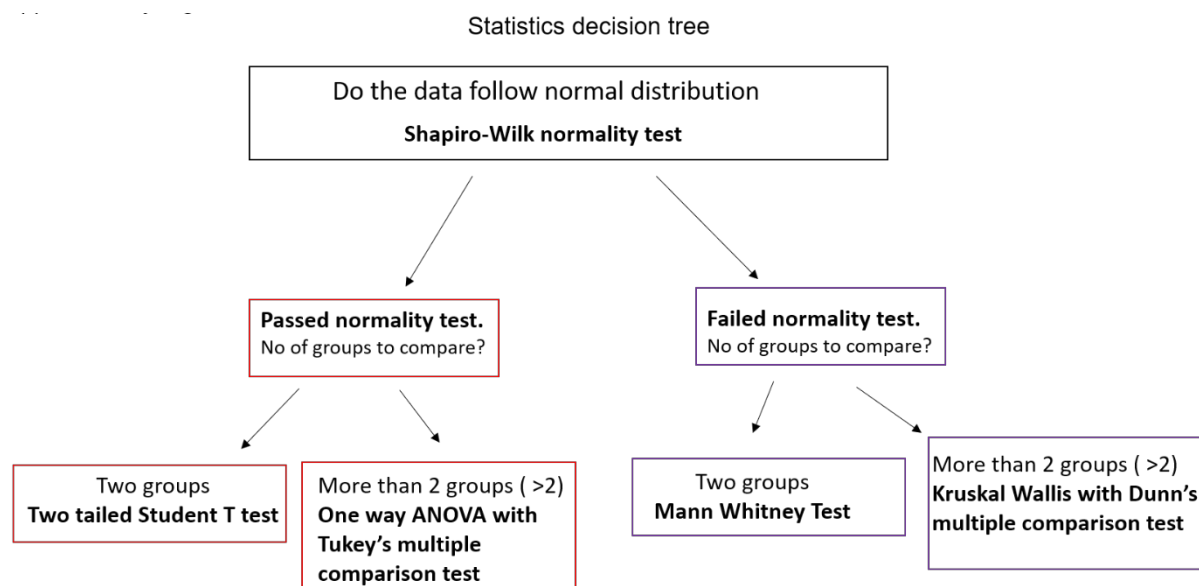 Statistics decision tree
Do the data follow normal distribution
Shapiro-Wilk normality test
Passed normality test.
No of groups to compare?
Failed normality test.
No of groups to compare?
Two groups
Two tailed Student T test
More than 2 groups ( >2)
One way ANOVA with
Tukey’s multiple
comparison test
Two groups
Mann Whitney Test
More than 2 groups ( >2)
Kruskal Wallis with Dunn’s
multiple comparison test